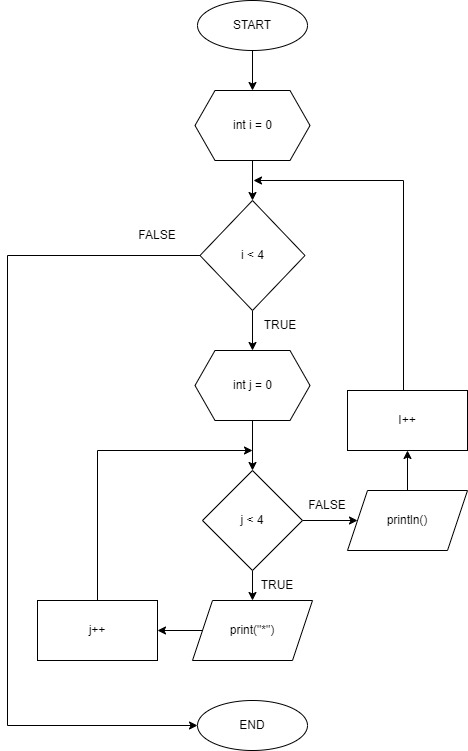 START
int i = 0
FALSE
i < 4
TRUE
int j = 0
I++
j < 4
FALSE
println()
TRUE
j++
print("*")
END